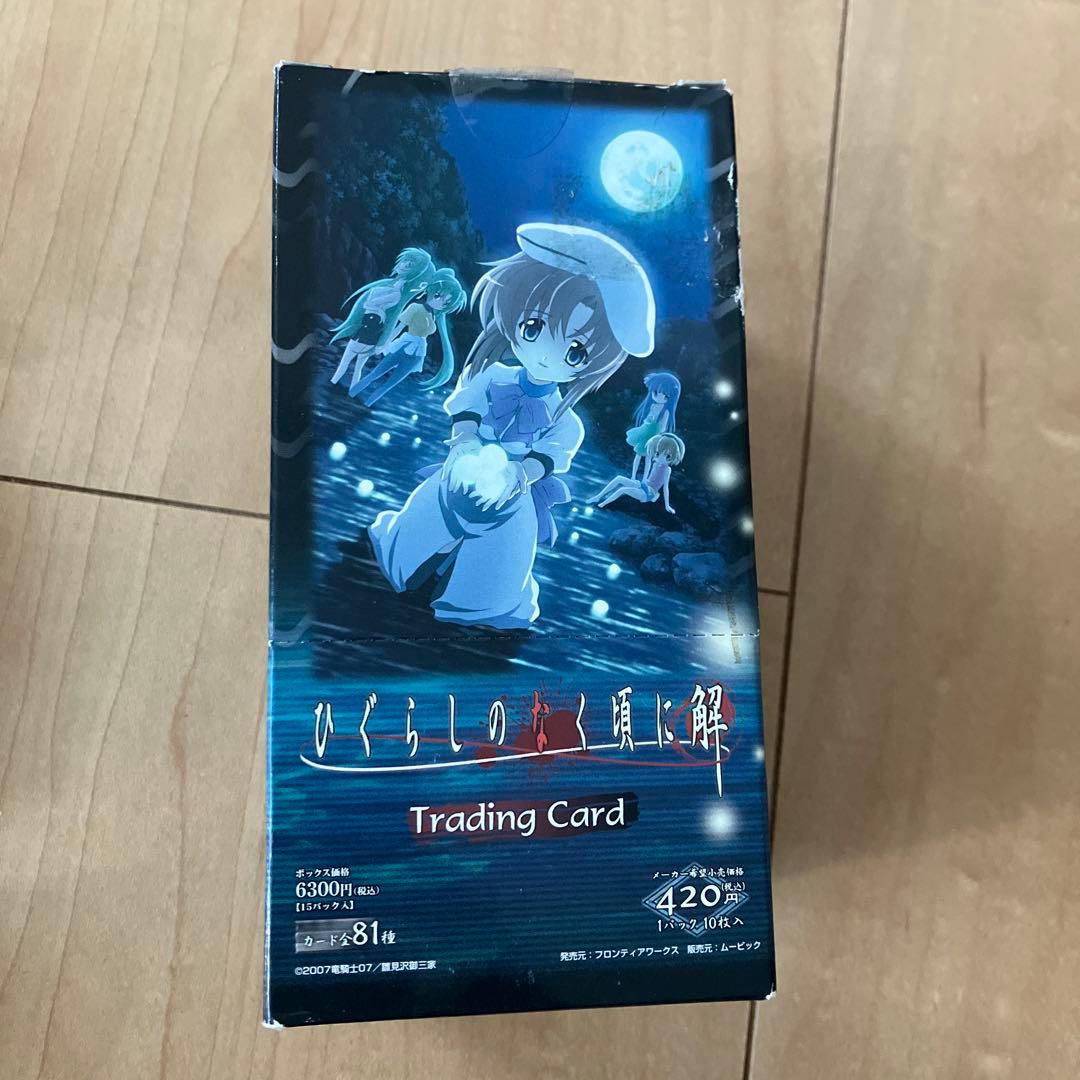 ひぐらしのなく頃に解
Trading Card
ボックス価格
6300円(税込)
【15パック入】
カード全81種
©2007竜騎士07/雛見沢御三家
メーカー希望小売価格
420円(税込)
1パック10枚入
発売元:フロンティアワークス 販売元:ムービック